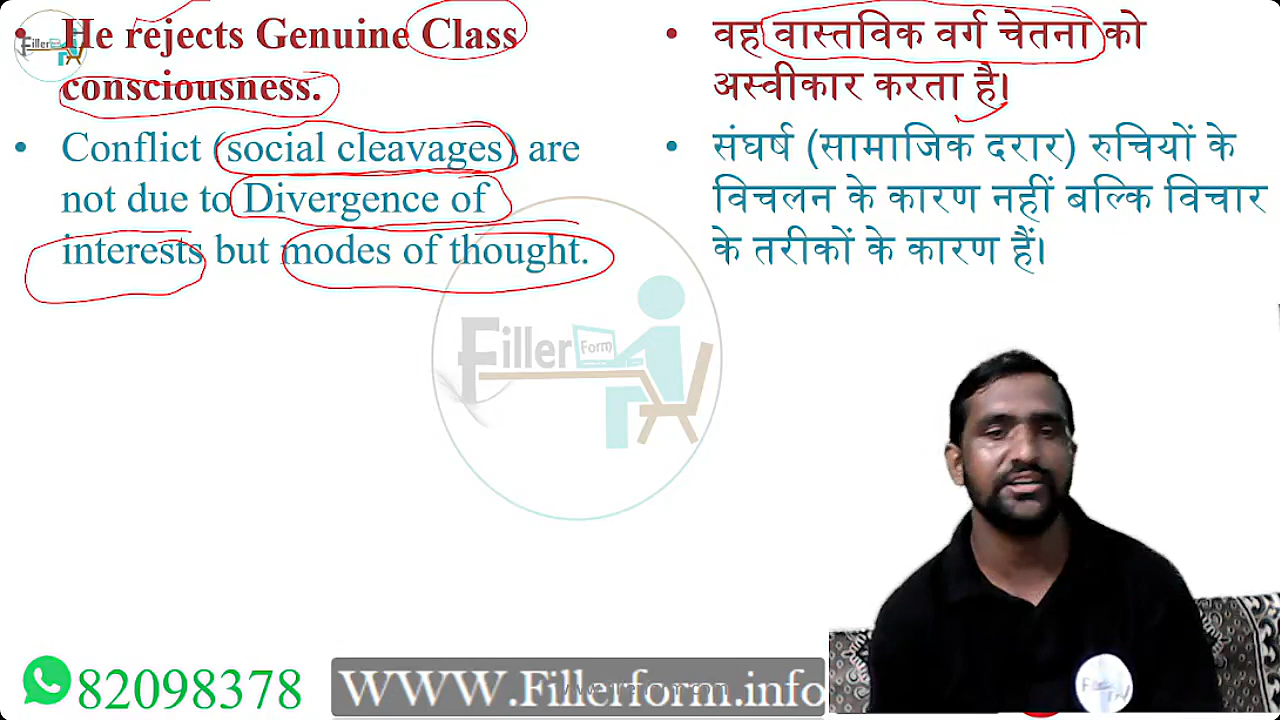 • He rejects Genuine Class
consciousness.
• Conflict (social cleavages) are
not due to Divergence of
interests but modes of thought.
• वह वास्तविक वर्ग चेतना को
अस्वीकार करता है।
• संघर्ष (सामाजिक दरार) रुचियों के
विचलन के कारण नहीं बल्कि विचार
के तरीकों के कारण हैं।
Filler Form
82098378
WWW.Fillerform.info